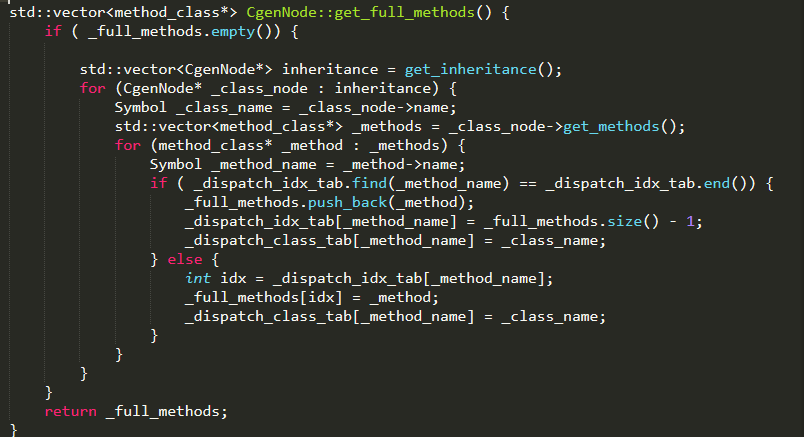 std::vector<method_class*> CgenNode::get_full_methods() {
    if ( _full_methods.empty()) {
        std::vector<CgenNode*> inheritance = get_inheritance();
        for (CgenNode* _class_node : inheritance) {
            Symbol _class_name = _class_node->name;
            std::vector<method_class*> _methods = _class_node->get_methods();
            for (method_class* _method : _methods) {
                Symbol _method_name = _method->name;
                if ( _dispatch_idx_tab.find(_method_name) == _dispatch_idx_tab.end()) {
                    _full_methods.push_back(_method);
                    _dispatch_idx_tab[_method_name] = _full_methods.size() - 1;
                    _dispatch_class_tab[_method_name] = _class_name;
                } else {
                    int idx = _dispatch_idx_tab[_method_name];
                    _full_methods[idx] = _method;
                    _dispatch_class_tab[_method_name] = _class_name;
                }
            }
        }
    }
    return _full_methods;
}